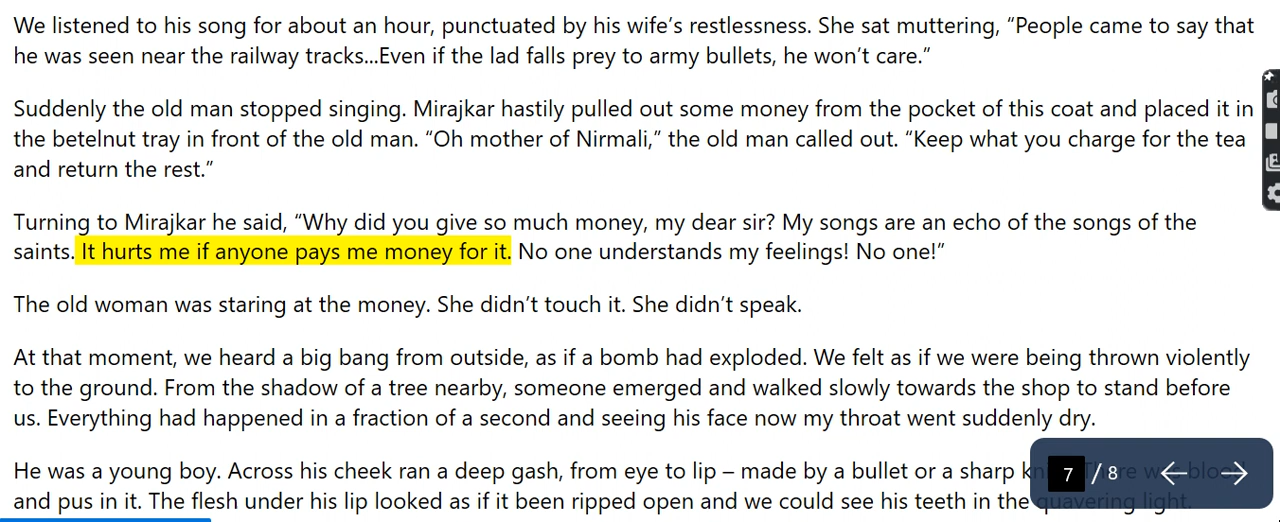 We listened to his song for about an hour, punctuated by his wife’s restlessness. She sat muttering, “People came to say that
he was seen near the railway tracks...Even if the lad falls prey to army bullets, he won’t care.”
Suddenly the old man stopped singing. Mirajkar hastily pulled out some money from the pocket of this coat and placed it in
the betelnut tray in front of the old man. “Oh mother of Nirmali,” the old man called out. “Keep what you charge for the tea
and return the rest.”
Turning to Mirajkar he said, “Why did you give so much money, my dear sir? My songs are an echo of the songs of the
saints. It hurts me if anyone pays me money for it. No one understands my feelings! No one!”
The old woman was staring at the money. She didn’t touch it. She didn’t speak.
At that moment, we heard a big bang from outside, as if a bomb had exploded. We felt as if we were being thrown violently
to the ground. From the shadow of a tree nearby, someone emerged and walked slowly towards the shop to stand before
us. Everything had happened in a fraction of a second and seeing his face now my throat went suddenly dry.
He was a young boy. Across his cheek ran a deep gash, from eye to lip – made by a bullet or a sharp
and pus in it. The flesh under his lip looked as if it been ripped open and we could see his teeth in the quavering light.
7 / 8